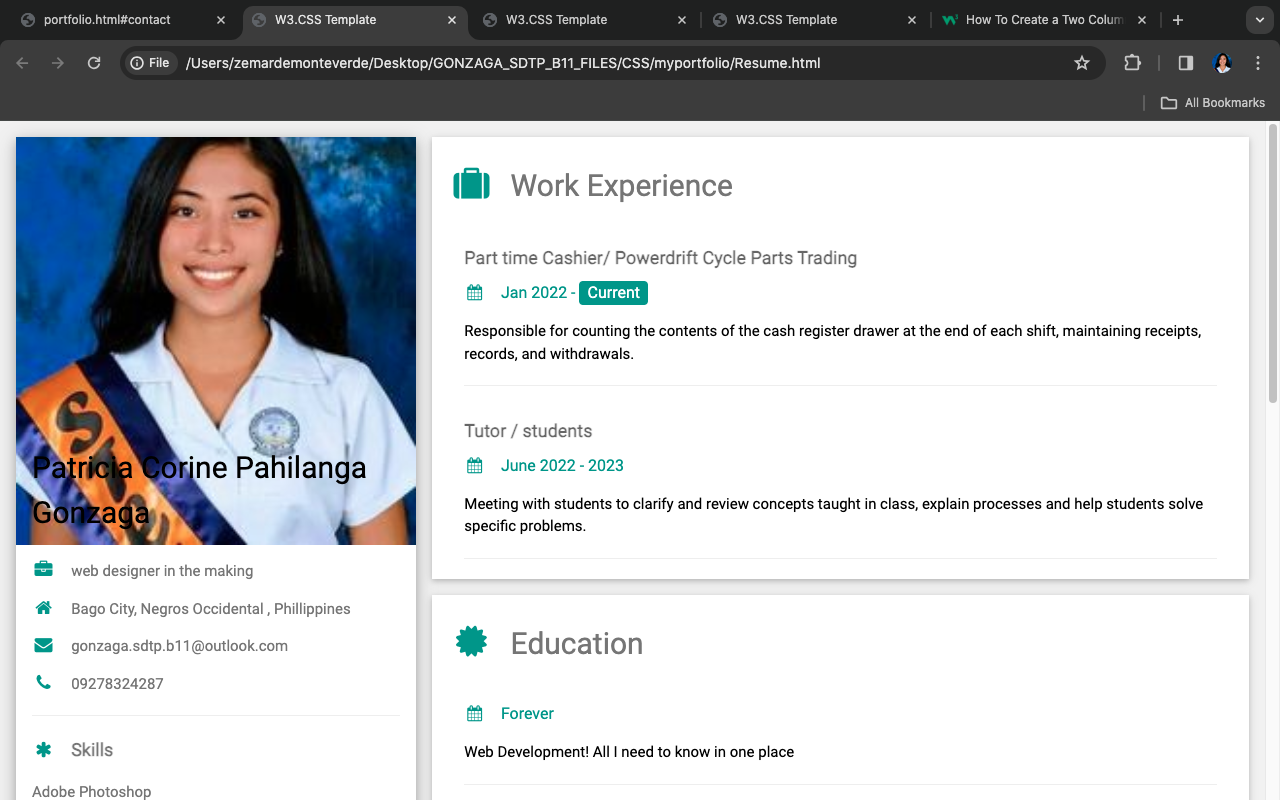 portfolio.html#contact
W3.CSS Template
W3.CSS Template
W3.CSS Template
How To Create a Two Colum
File
/Users/zemardemonteverde/Desktop/GONZAGA_SDTP_B11_FILES/CSS/myportfolio/Resume.html
All Bookmarks
Patricia Corine Pahilanga
Gonzaga
web designer in the making
Bago City, Negros Occidental , Phillippines
gonzaga.sdtp.b11@outlook.com
09278324287
Skills
Adobe Photoshop
Work Experience
Part time Cashier/ Powerdrift Cycle Parts Trading
Jan 2022 - Current
Responsible for counting the contents of the cash register drawer at the end of each shift, maintaining receipts,
records, and withdrawals.
Tutor / students
June 2022 - 2023
Meeting with students to clarify and review concepts taught in class, explain processes and help students solve
specific problems.
Education
Forever
Web Development! All I need to know in one place